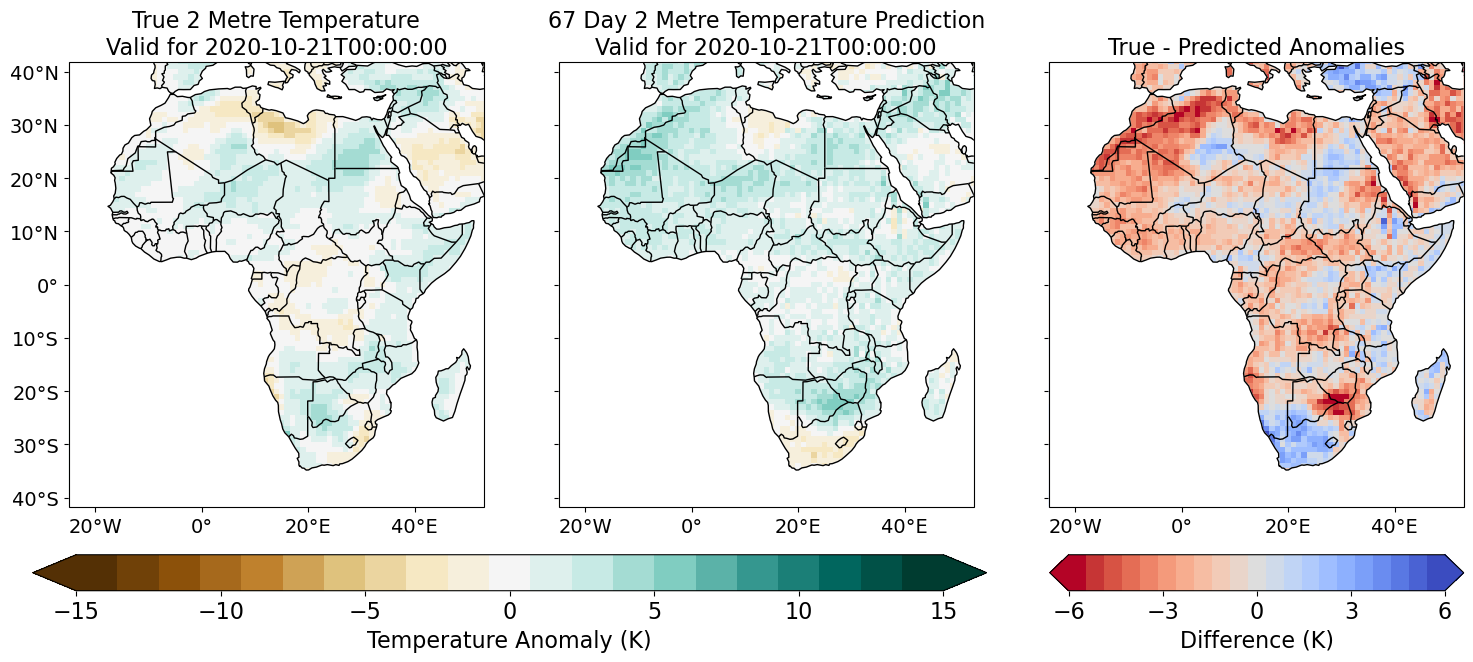 True 2 Metre Temperature
Valid for 2020-10-21T00:00:00
67 Day 2 Metre Temperature Prediction
Valid for 2020-10-21T00:00:00
True - Predicted Anomalies
40°N
30°N
20°N
10°N
0°
10°S
20°S
30°S
40°S
20°W 0° 20°E 40°E
20°W 0° 20°E 40°E
20°W 0° 20°E 40°E
−15 −10 −5 0 5 10 15
Temperature Anomaly (K)
−6 −3 0 3 6
Difference (K)